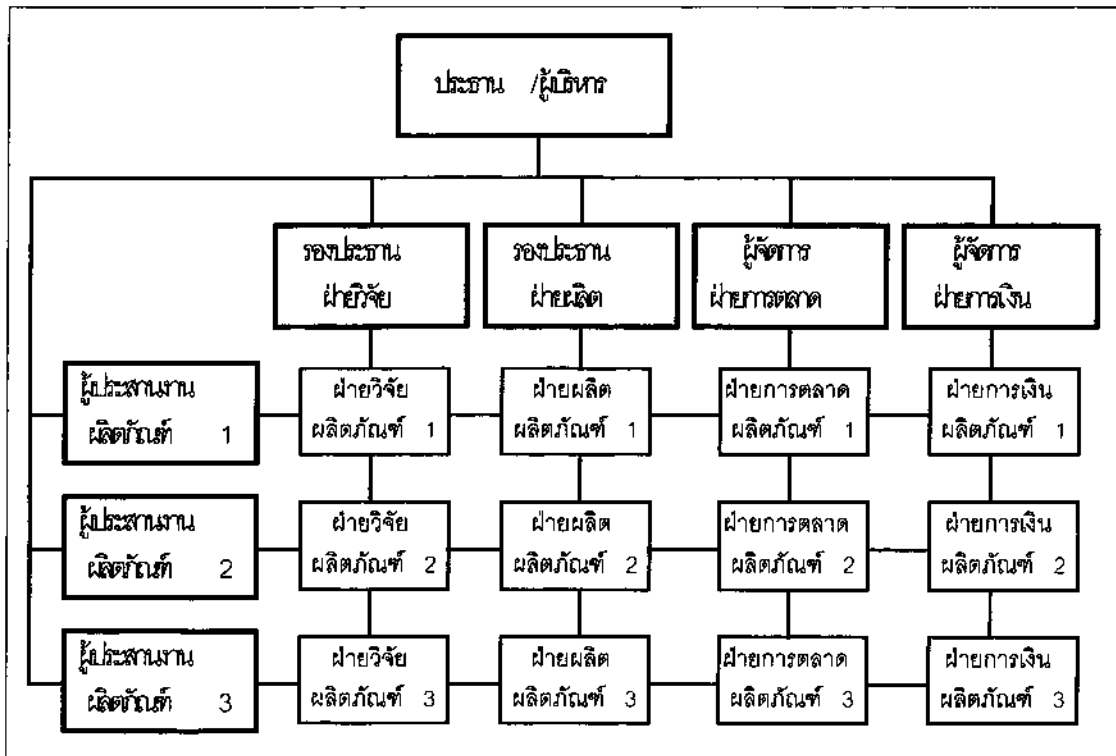 ประธาน /ผู้บริหาร
รองประธาน
ฝ่ายวิจัย
รองประธาน
ฝ่ายผลิต
ผู้จัดการ
ฝ่ายการตลาด
ผู้จัดการ
ฝ่ายการเงิน
ผู้ประสานงาน
ผลิตภัณฑ์ 1
ฝ่ายวิจัย
ผลิตภัณฑ์ 1
ฝ่ายผลิต
ผลิตภัณฑ์ 1
ฝ่ายการตลาด
ผลิตภัณฑ์ 1
ฝ่ายการเงิน
ผลิตภัณฑ์ 1
ผู้ประสานงาน
ผลิตภัณฑ์ 2
ฝ่ายวิจัย
ผลิตภัณฑ์ 2
ฝ่ายผลิต
ผลิตภัณฑ์ 2
ฝ่ายการตลาด
ผลิตภัณฑ์ 2
ฝ่ายการเงิน
ผลิตภัณฑ์ 2
ผู้ประสานงาน
ผลิตภัณฑ์ 3
ฝ่ายวิจัย
ผลิตภัณฑ์ 3
ฝ่ายผลิต
ผลิตภัณฑ์ 3
ฝ่ายการตลาด
ผลิตภัณฑ์ 3
ฝ่ายการเงิน
ผลิตภัณฑ์ 3